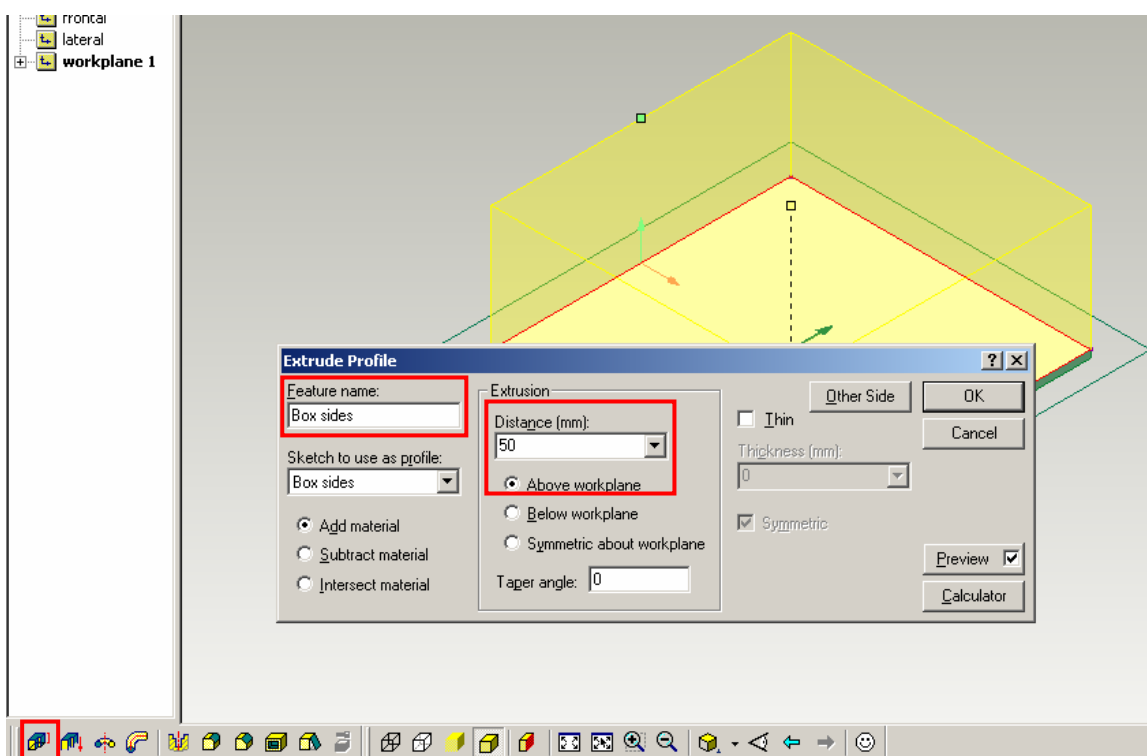 frontal
lateral
workplane 1
Extrude Profile
Feature name:
Box sides
Sketch to use as profile:
Box sides
Add material
Subtract material
Intersect material
Extrusion
Distance (mm):
50
Above workplane
Below workplane
Symmetric about workplane
Taper angle: 0
Other Side
Thin
Thickness (mm):
0
Symmetric
OK
Cancel
Preview
Calculator